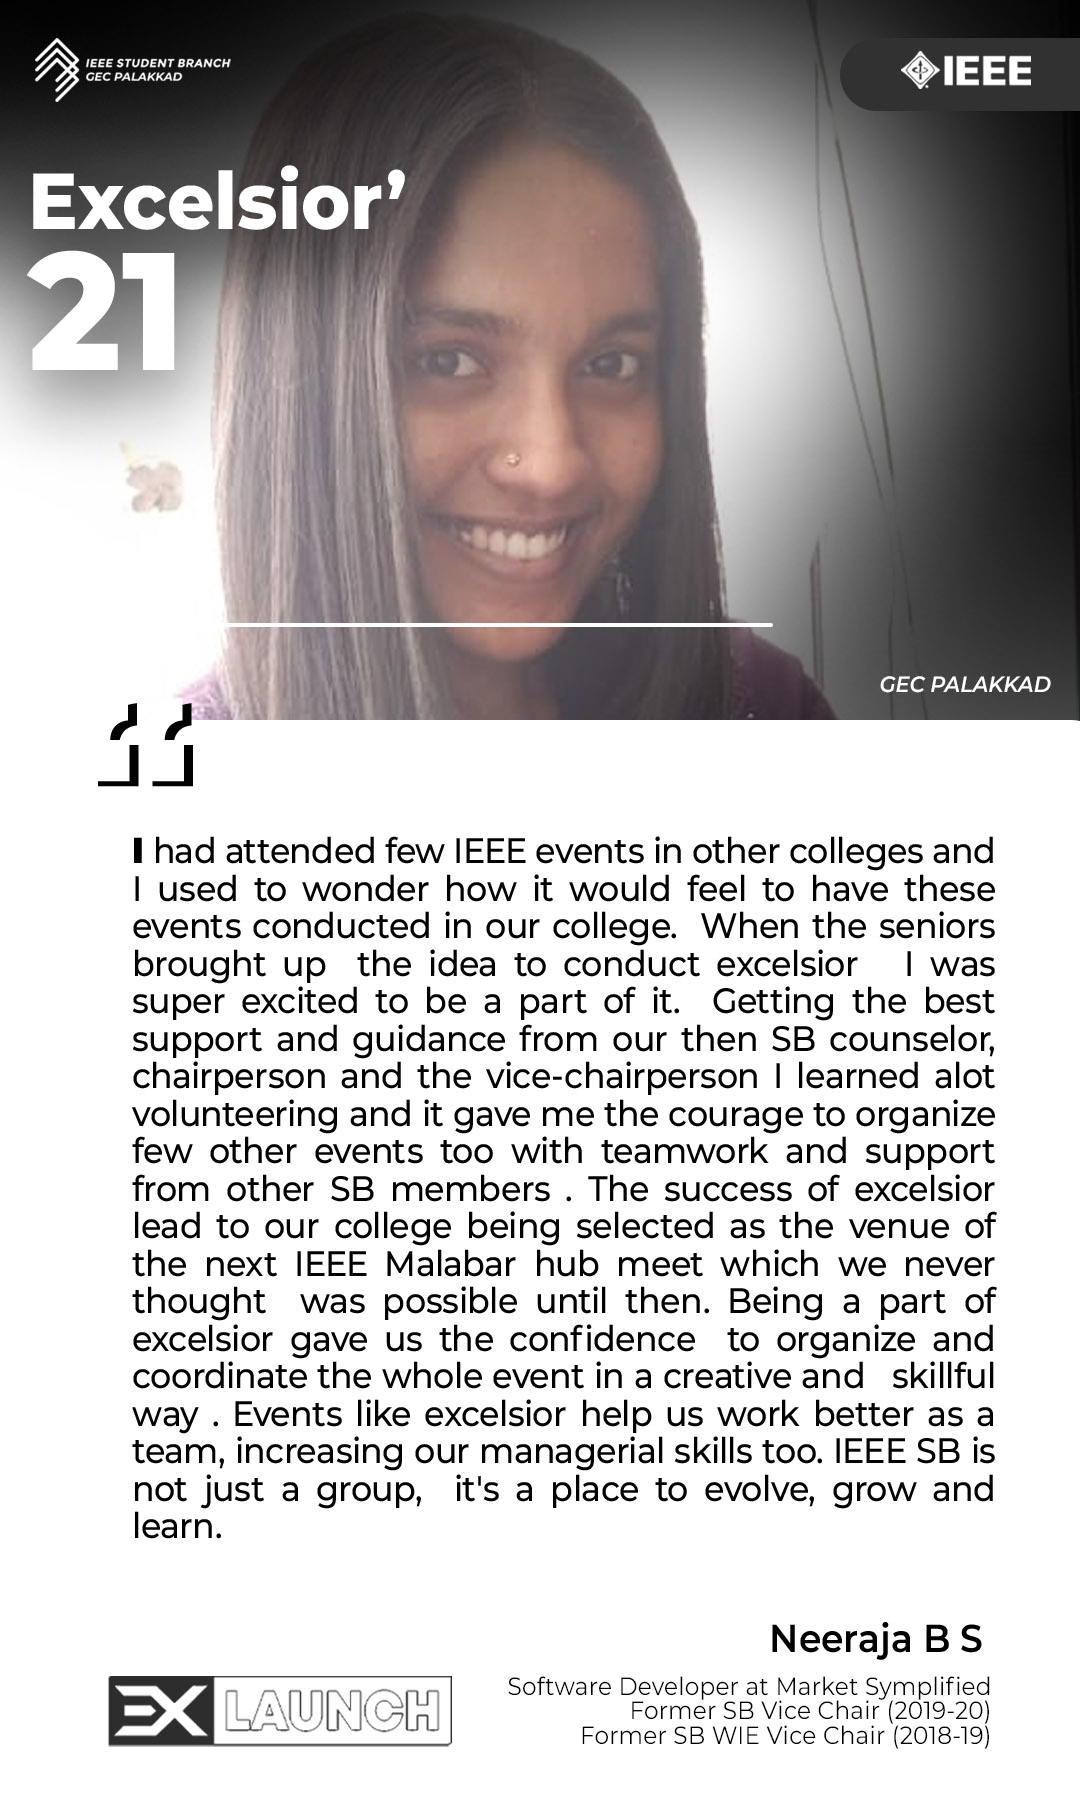 IEEE STUDENT BRANCH
GEC PALAKKAD
IEEE
Excelsior’
21
GEC PALAKKAD
I had attended few IEEE events in other colleges and
I used to wonder how it would feel to have these
events conducted in our college. When the seniors
brought up the idea to conduct excelsior I was
super excited to be a part of it. Getting the best
support and guidance from our then SB counselor,
chairperson and the vice-chairperson I learned alot
volunteering and it gave me the courage to organize
few other events too with teamwork and support
from other SB members . The success of excelsior
lead to our college being selected as the venue of
the next IEEE Malabar hub meet which we never
thought was possible until then. Being a part of
excelsior gave us the confidence to organize and
coordinate the whole event in a creative and skillful
way . Events like excelsior help us work better as a
team, increasing our managerial skills too. IEEE SB is
not just a group, it's a place to evolve, grow and
learn.
Neeraja B S
Software Developer at Market Symplified
Former SB Vice Chair (2019-20)
Former SB WIE Vice Chair (2018-19)
EX LAUNCH